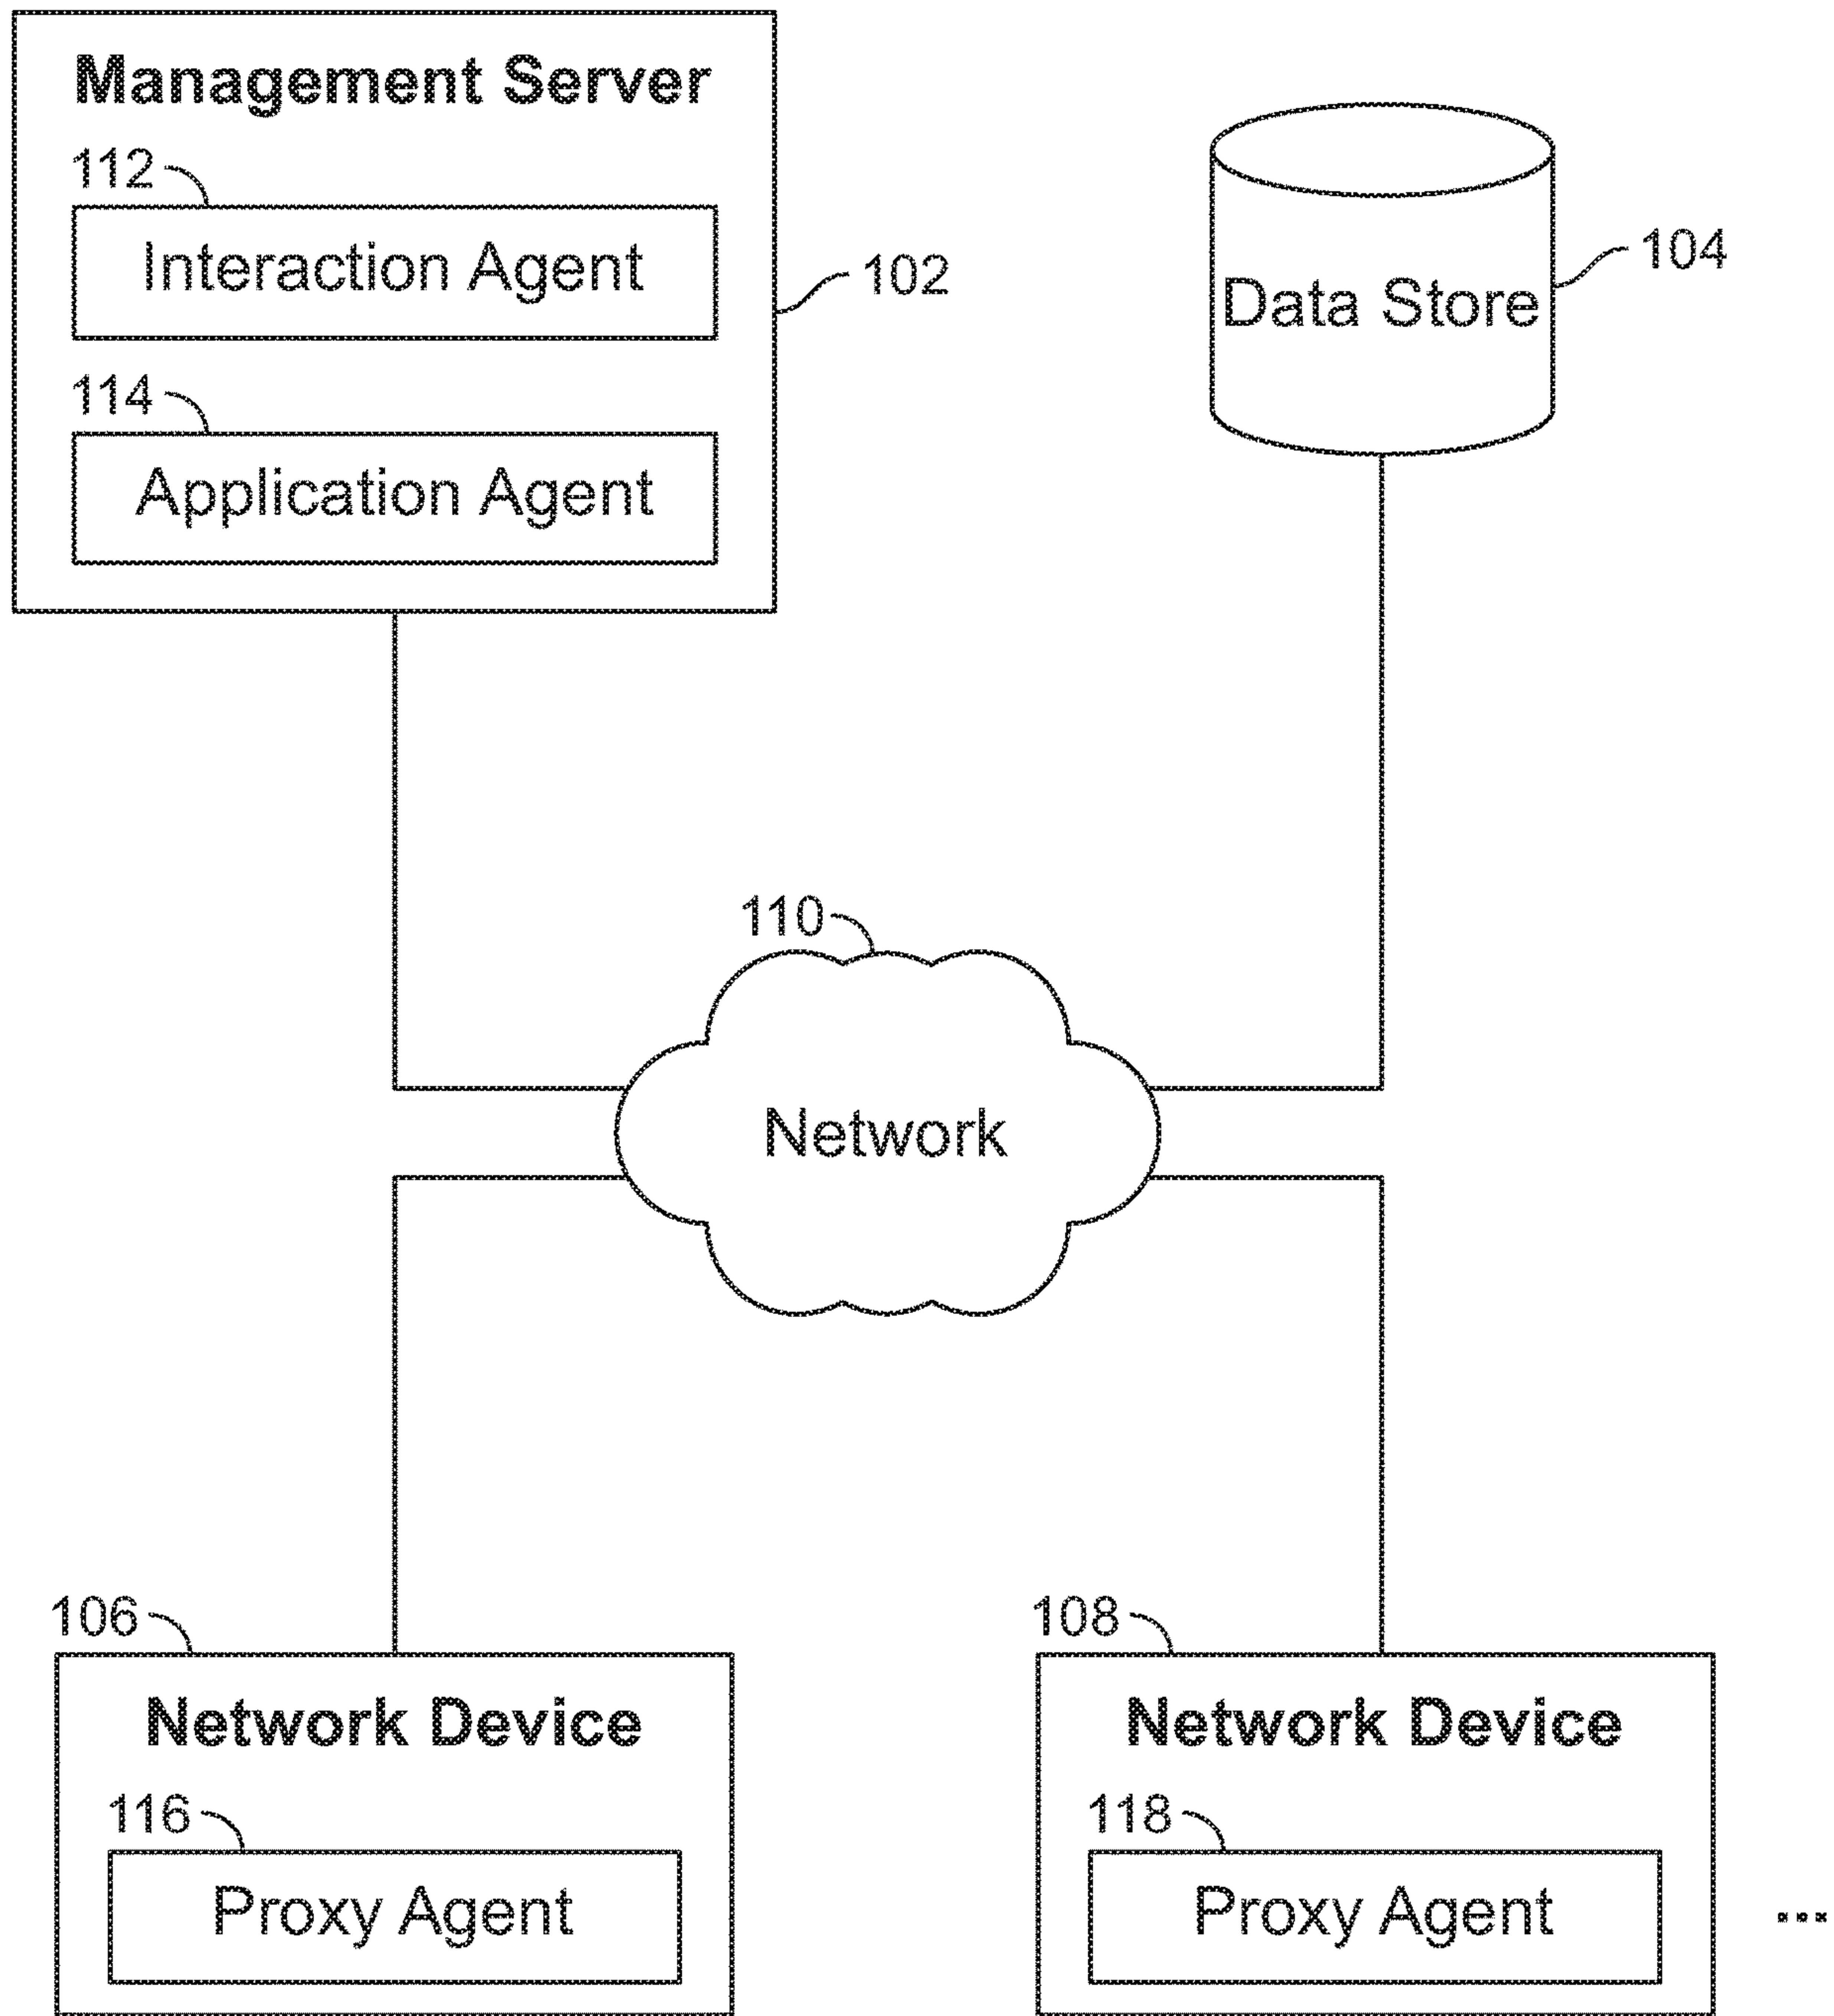 Management Server
112
Interaction Agent
102
114
Application Agent
104
Data Store
110
Network
106
Network Device
116
Proxy Agent
108
Network Device
118
Proxy Agent
...